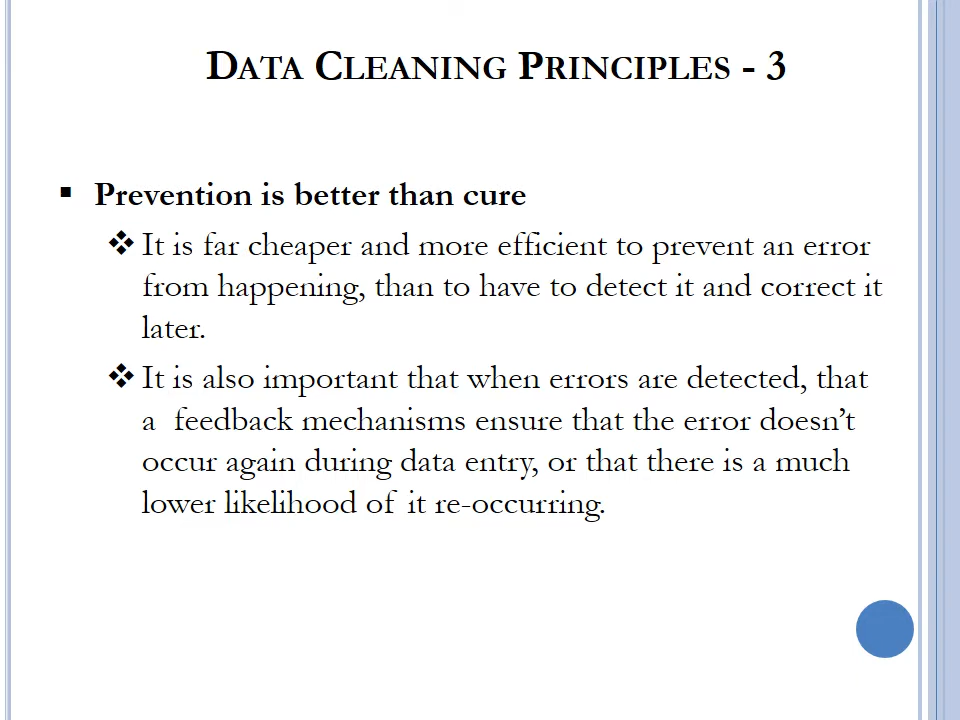 DATA CLEANING PRINCIPLES - 3
▪ Prevention is better than cure
❖ It is far cheaper and more efficient to prevent an error
from happening, than to have to detect it and correct it
later.
❖ It is also important that when errors are detected, that
a feedback mechanisms ensure that the error doesn’t
occur again during data entry, or that there is a much
lower likelihood of it re-occurring.